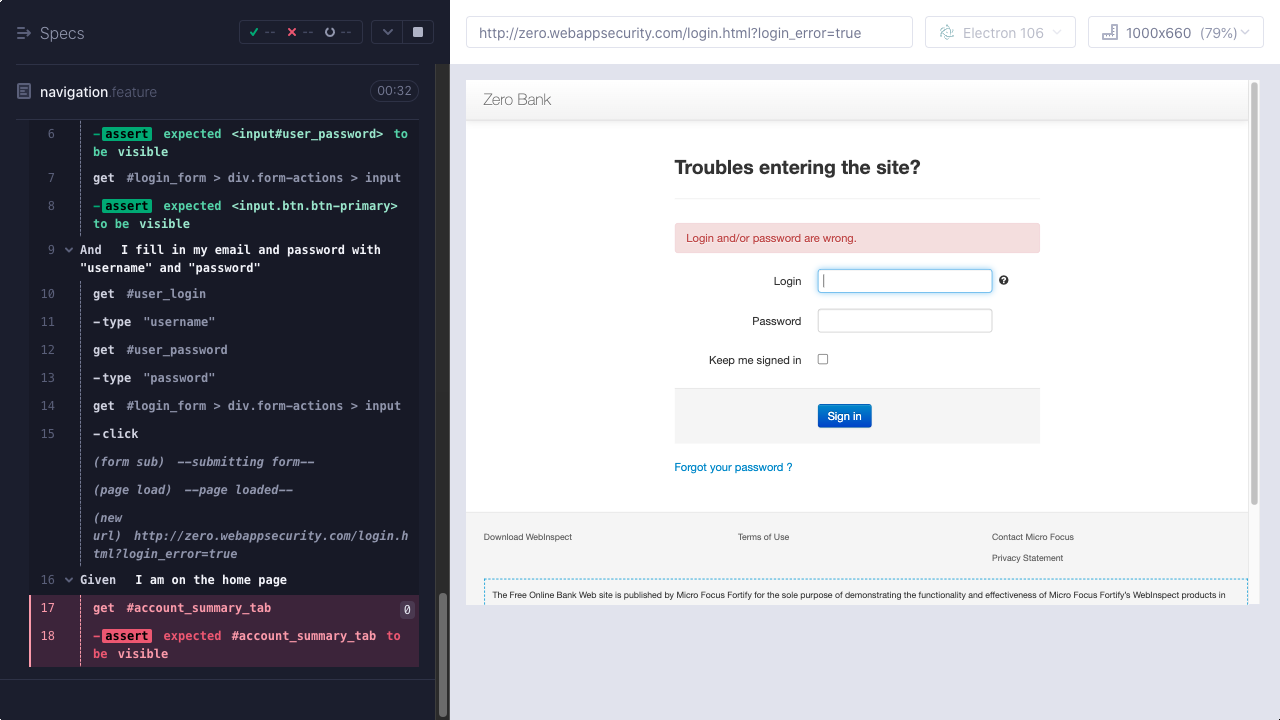 Specs
-- -- --
navigation.feature 00:32
6 -assert expected <input#user_password> to
be visible
7 get #login_form > div.form-actions > input
8 -assert expected <input.btn.btn-primary>
to be visible
9 And I fill in my email and password with
"username" and "password"
10 get #user_login
11 -type "username"
12 get #user_password
13 -type "password"
14 get #login_form > div.form-actions > input
15 -click
(form sub) --submitting form--
(page load) --page loaded--
(new
url) http://zero.webappsecurity.com/login.h
tml?login_error=true
16 Given I am on the home page
17 get #account_summary_tab 0
18 -assert expected #account_summary_tab to
be visible
http://zero.webappsecurity.com/login.html?login_error=true
Electron 106
1000x660 (79%)
Zero Bank
Troubles entering the site?
Login and/or password are wrong.
Login
Password
Keep me signed in
Sign in
Forgot your password ?
Download WebInspect Terms of Use Contact Micro Focus
Privacy Statement
The Free Online Bank Web site is published by Micro Focus Fortify for the sole purpose of demonstrating the functionality and effectiveness of Micro Focus Fortify's WebInspect products in